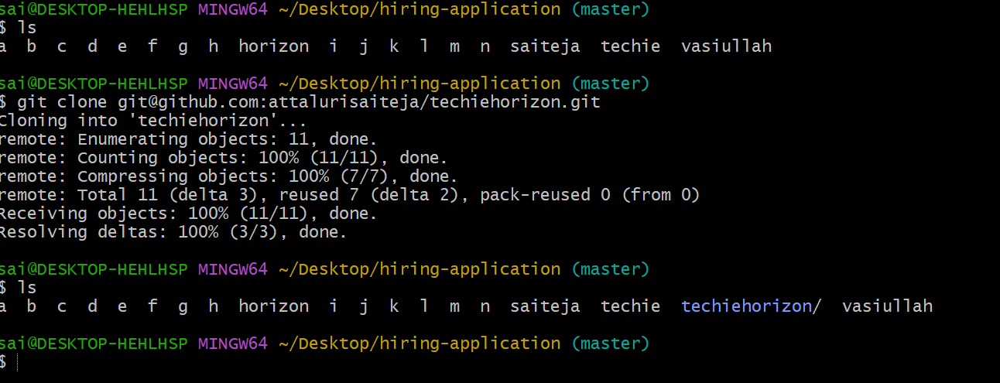 sai@DESKTOP-HEHLHSP MINGW64 ~/Desktop/hiring-application (master)
$ ls
a  b  c  d  e  f  g  h  horizon  i  j  k  l  m  n  saiteja  techie  vasiullah
sai@DESKTOP-HEHLHSP MINGW64 ~/Desktop/hiring-application (master)
$ git clone git@github.com:attalurisaiteja/techiehorizon.git
Cloning into 'techiehorizon'...
remote: Enumerating objects: 11, done.
remote: Counting objects: 100% (11/11), done.
remote: Compressing objects: 100% (7/7), done.
remote: Total 11 (delta 3), reused 7 (delta 2), pack-reused 0 (from 0)
Receiving objects: 100% (11/11), done.
Resolving deltas: 100% (3/3), done.
sai@DESKTOP-HEHLHSP MINGW64 ~/Desktop/hiring-application (master)
$ ls
a  b  c  d  e  f  g  h  horizon  i  j  k  l  m  n  saiteja  techie  techiehorizon/  vasiullah
sai@DESKTOP-HEHLHSP MINGW64 ~/Desktop/hiring-application (master)
$